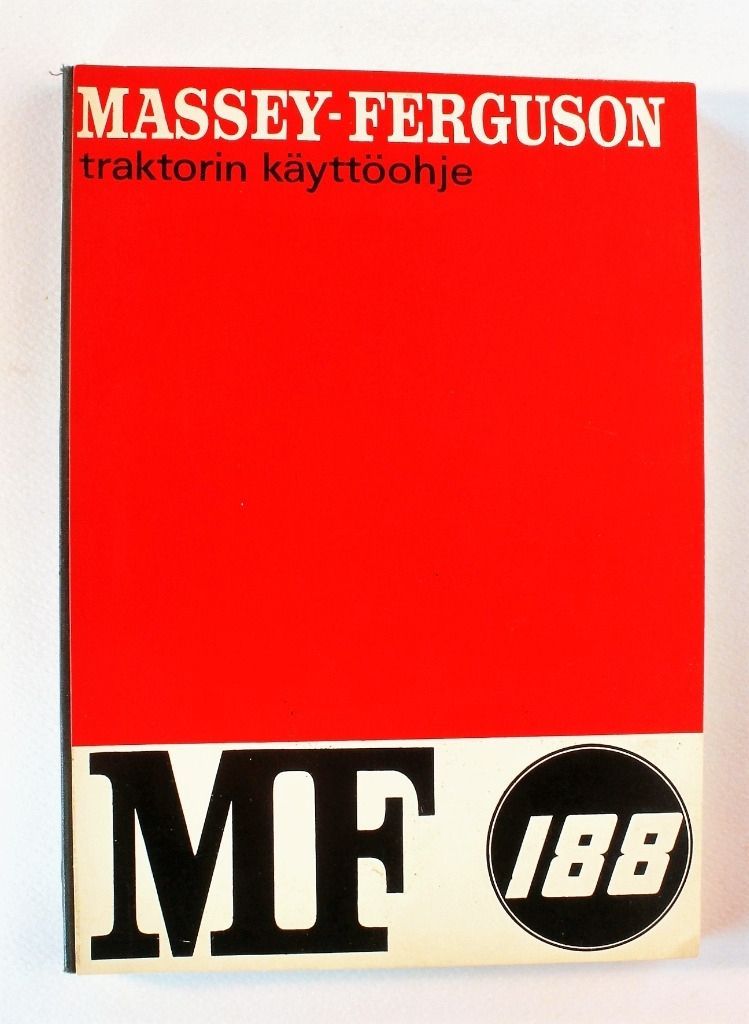 MASSEY-FERGUSON
traktorin käyttöohje
MF 188